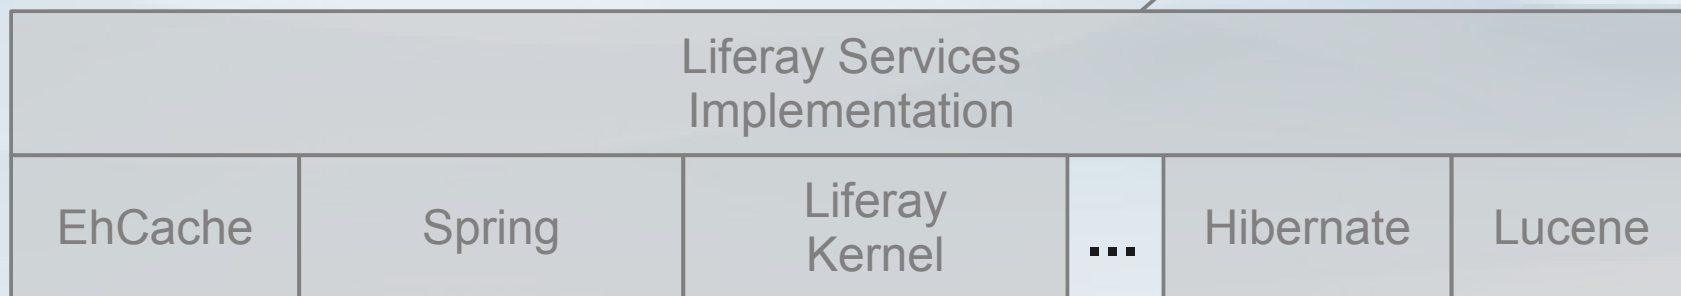 Liferay Services
Implementation
EhCache
Spring
Liferay
Kernel
...
Hibernate
Lucene